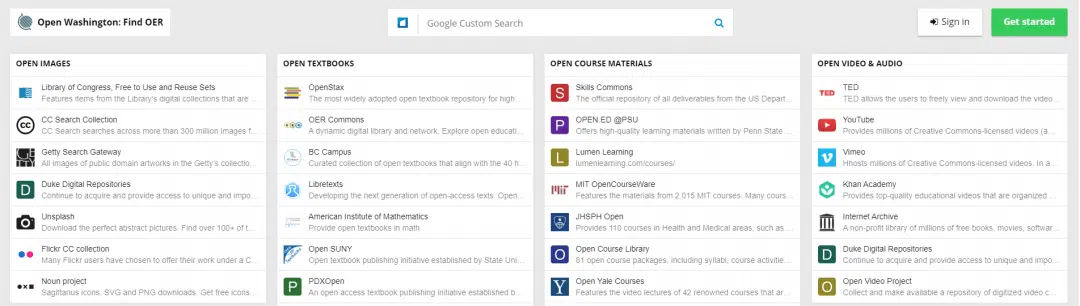 Open Washington: Find OER
Google Custom Search
Sign in
Get started
OPEN IMAGES
Library of Congress, Free to Use and Reuse Sets
Features items from the Library's digital collections that are ...
CC Search Collection
CC Search searches across more than 300 million images f...
Getty Search Gateway
All images of public domain artworks in the Getty's collectio...
D
Duke Digital Repositories
Continue to acquire and provide access to unique and impo...
Unsplash
Download the perfect abstract pictures. Find over 100+ of t...
Flickr CC collection
Many Flickr users have chosen to offer their work under a C...
Noun project
Sagittarius icons. SVG and PNG downloads. Get free icons...
OPEN TEXTBOOKS
OpenStax
The most widely adopted open textbook repository for high...
OER Commons
A dynamic digital library and network. Explore open educati...
BC Campus
Curated collection of open textbooks that align with the 40 h...
Libretexts
Developing the next generation of open-access texts. Open...
American Institute of Mathematics
Provide open textbooks in math
Open SUNY
Open textbook publishing initiative established by State Uni...
P
PDXOpen
An open access textbook publishing initiative established b...
OPEN COURSE MATERIALS
S
Skills Commons
The official repository of all deliverables from the US Depart...
P
OPEN.ED @PSU
Offers high-quality learning materials written by Penn State ...
L
Lumen Learning
lumenlearning.com/courses/
MIT
MIT OpenCourseWare
Features the materials from 2,015 MIT courses. Many cour...
JHSPH Open
Provides 110 courses in Health and Medical areas, such as...
O
Open Course Library
81 open course packages, including syllabi, course activitie...
Y
Open Yale Courses
Features the video lectures of 42 renowned courses that ar...
OPEN VIDEO & AUDIO
TED
TED
TED allows the users to freely view and download the video...
YouTube
Provides millions of Creative Commons-licensed videos (a...
Vimeo
Hhosts millions of Creative Commons-licensed videos. In a...
Khan Academy
Provides top-quality educational videos that are organized...
Internet Archive
A non-profit library of millions of free books, movies, softwar...
D
Duke Digital Repositories
Continue to acquire and provide access to unique and impo...
O
Open Video Project
Collect and make available a repository of digitized video c...